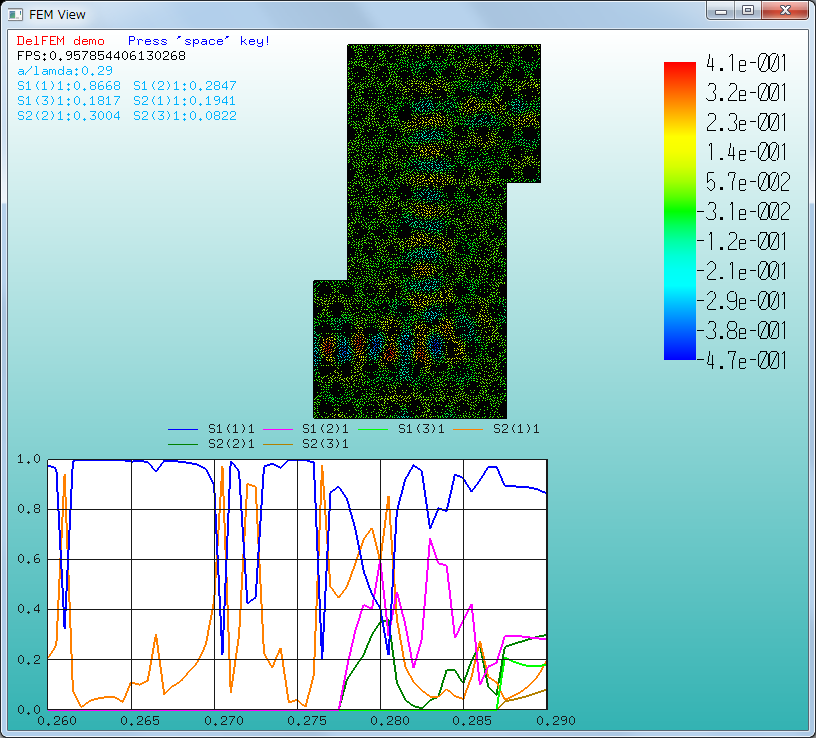 FEM View
DelFEM demo Press "space" key!
FPS:0.957854406130268
a/lamda:0.29
S1(1)1:0.8668 S1(2)1:0.2847
S1(3)1:0.1817 S2(1)1:0.1941
S2(2)1:0.3004 S2(3)1:0.0822
4.1e-001
3.2e-001
2.3e-001
1.4e-001
5.7e-002
-3.1e-002
-1.2e-001
-2.1e-001
-2.9e-001
-3.8e-001
-4.7e-001
S1(1)1 S1(2)1 S1(3)1 S2(1)1
S2(2)1 S2(3)1
1.0
0.8
0.6
0.4
0.2
0.0
0.260 0.265 0.270 0.275 0.280 0.285 0.290